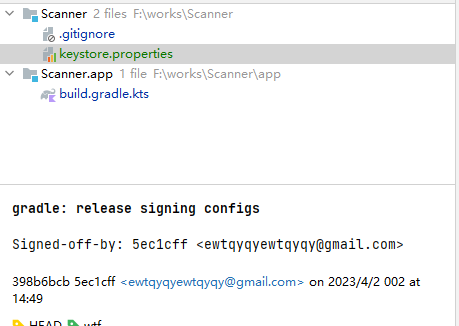 Scanner 2 files F:\works\Scanner
.gitignore
keystore.properties
Scanner.app 1 file F:\works\Scanner\app
build.gradle.kts
gradle: release signing configs
Signed-off-by: 5ec1cff <ewtqyqyewtqyqy@gmail.com>
398b6bcb 5ec1cff <ewtqyqyewtqyqy@gmail.com> on 2023/4/2 002 at
14:49
HEAD wtf